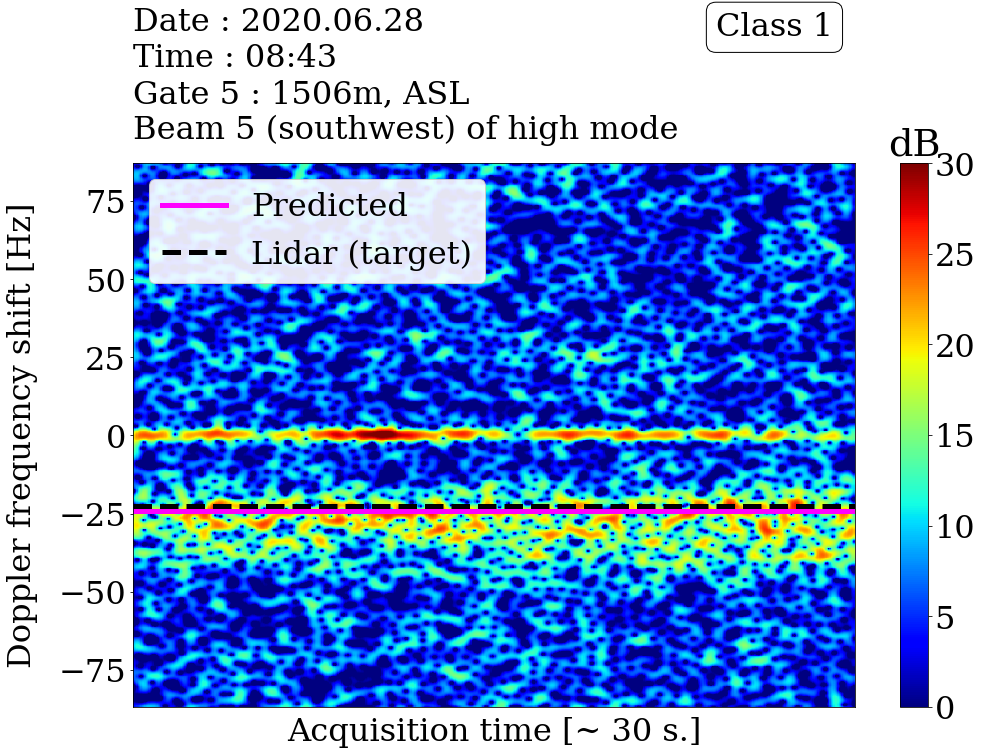 Date : 2020.06.28
Time : 08:43
Gate 5 : 1506m, ASL
Beam 5 (southwest) of high mode
Class 1
dB
Predicted
Lidar (target)
Doppler frequency shift [Hz]
75
50
25
0
−25
−50
−75
Acquisition time [~ 30 s.]
30
25
20
15
10
5
0